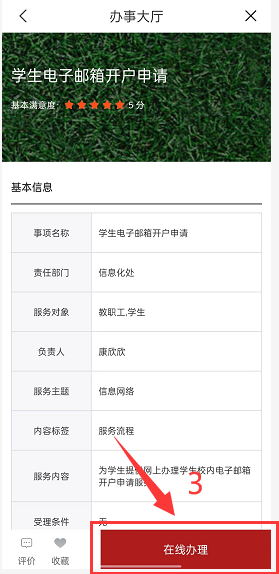 办事大厅
学生电子邮箱开户申请
基本满意度： 5 分
基本信息
事项名称 学生电子邮箱开户申请
责任部门 信息化处
服务对象 教职工,学生
负责人 康欣欣
服务主题 信息网络
内容标签 服务流程
服务内容 为学生提供网上办理学生校内电子邮箱
开户申请服
受理条件 无
3
评价 收藏 在线办理